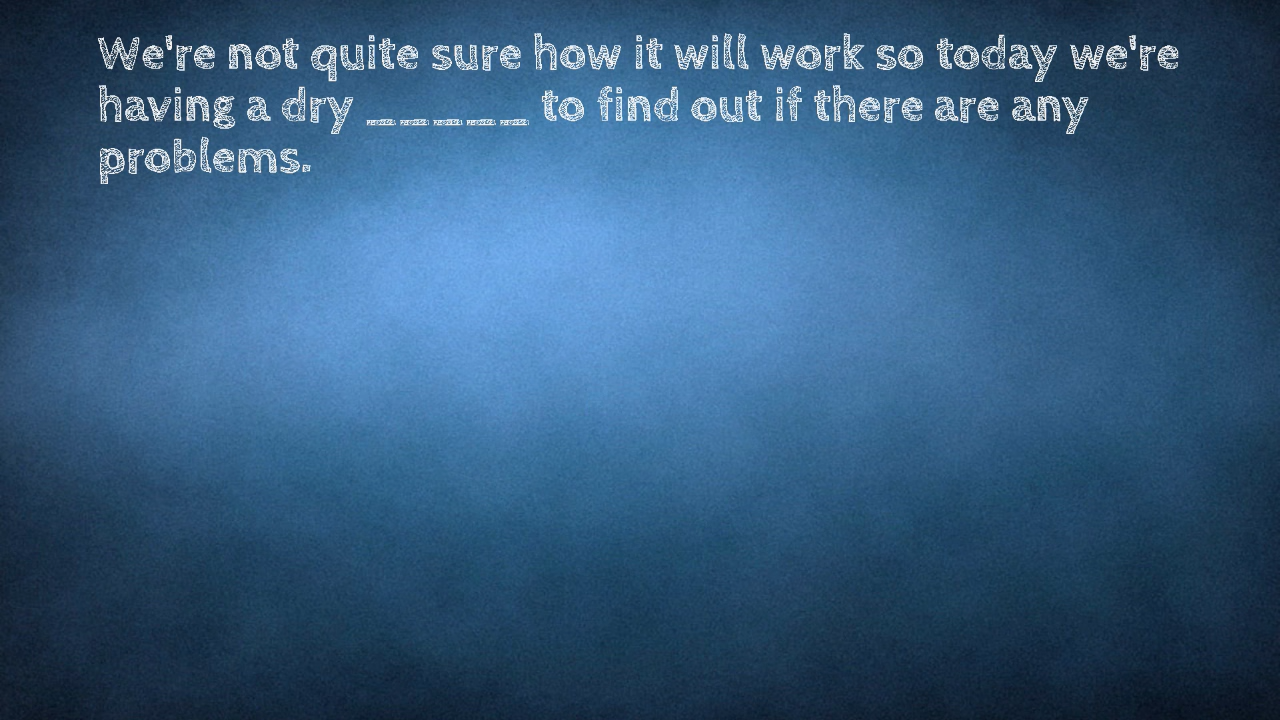 We're not quite sure how it will work so today we're
having a dry _ _ _ _ _ to find out if there are any
problems.